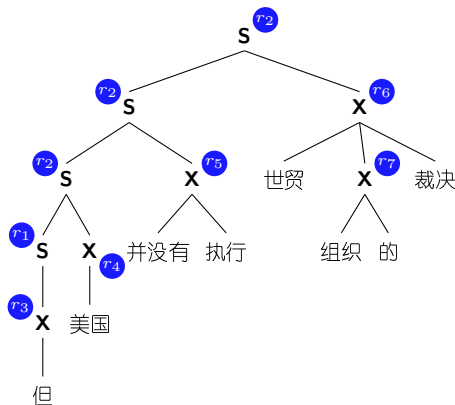 S r2
r2 S X r6
r2 S X r5 世贸 X r7 裁决
r1 S X r4 并没有 执行 组织 的
r3 X 美国
但